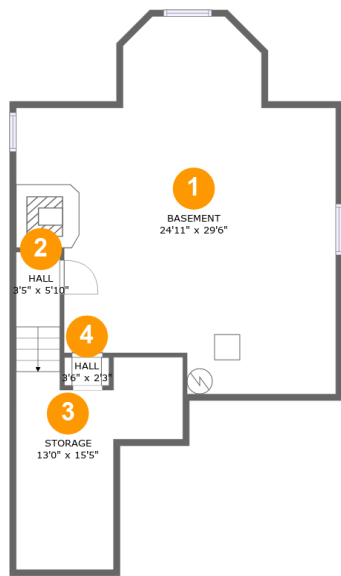 1
BASEMENT
24'11" x 29'6"
2
HALL
3'5" x 5'10"
4
HALL
3'6" x 2'3"
3
STORAGE
13'0" x 15'5"